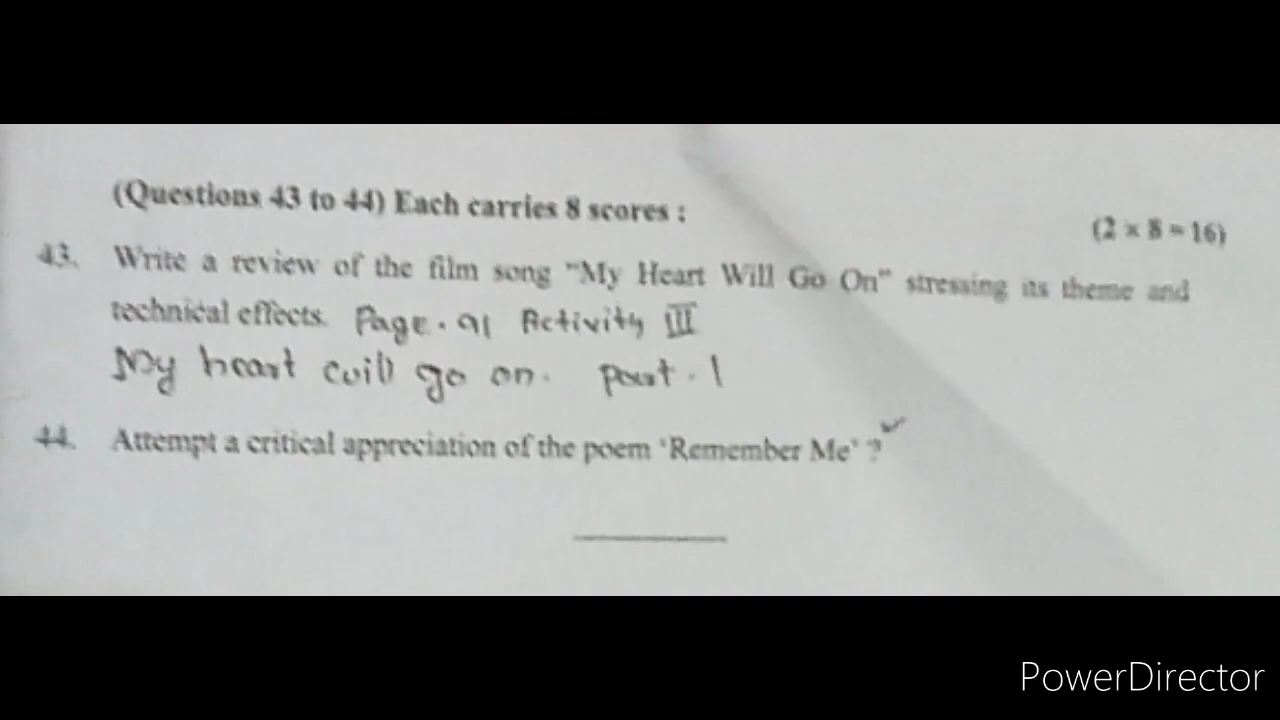 (Questions 43 to 44) Each carries 8 scores :
(2 × 8 = 16)
43. Write a review of the film song "My Heart Will Go On" stressing its theme and
technical effects. Page. 91 Activity III
My heart will go on. Part. 1
44. Attempt a critical appreciation of the poem 'Remember Me' ?
PowerDirector